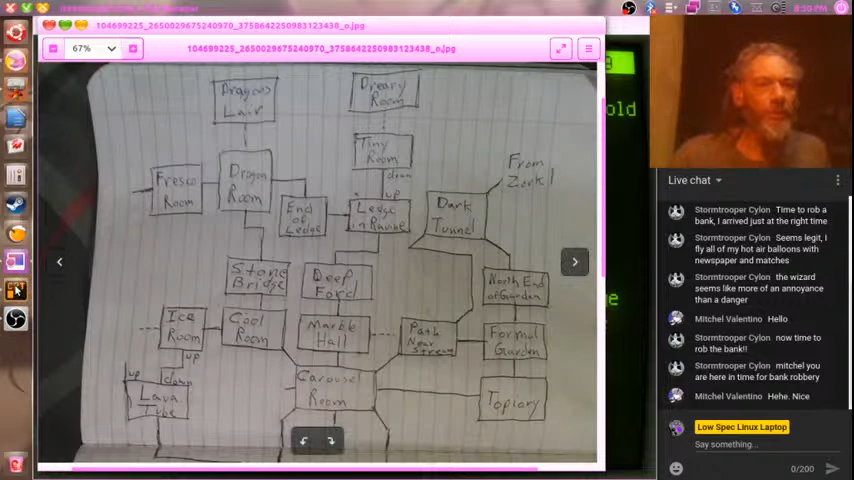 8:50 PM
104699225_2650029675240970_3758642250983123438_o.jpg
67%
104699225_2650029675240970_3758642250983123438_o.jpg
Dragons
Lair
Dreary
Room
Tiny
Room
down
up
From
Zork I
Fresco
Room
Dragon
Room
End
of
Ledge
Ledge
in Ravine
Dark
Tunnel
old
Stone
Bridge
Deep
Ford
North End
of Garden
Ice
Room
Cool
Room
Marble
Hall
Path
Near
Stream
Formal
Garden
up
up
down
Lava
Tube
Carousel
Room
Topiary
Live chat
Stormtrooper Cylon Time to rob a
bank, I arrived just at the right time
Stormtrooper Cylon Seems legit, I
fly all of my hot air balloons with
newspaper and matches
Stormtrooper Cylon the wizard
seems like more of an annoyance
than a danger
Mitchel Valentino Hello
Stormtrooper Cylon now time to
rob the bank!!
Stormtrooper Cylon mitchel you
are here in time for bank robbery
Mitchel Valentino Hehe. Nice
Low Spec Linux Laptop
Say something...
0/200